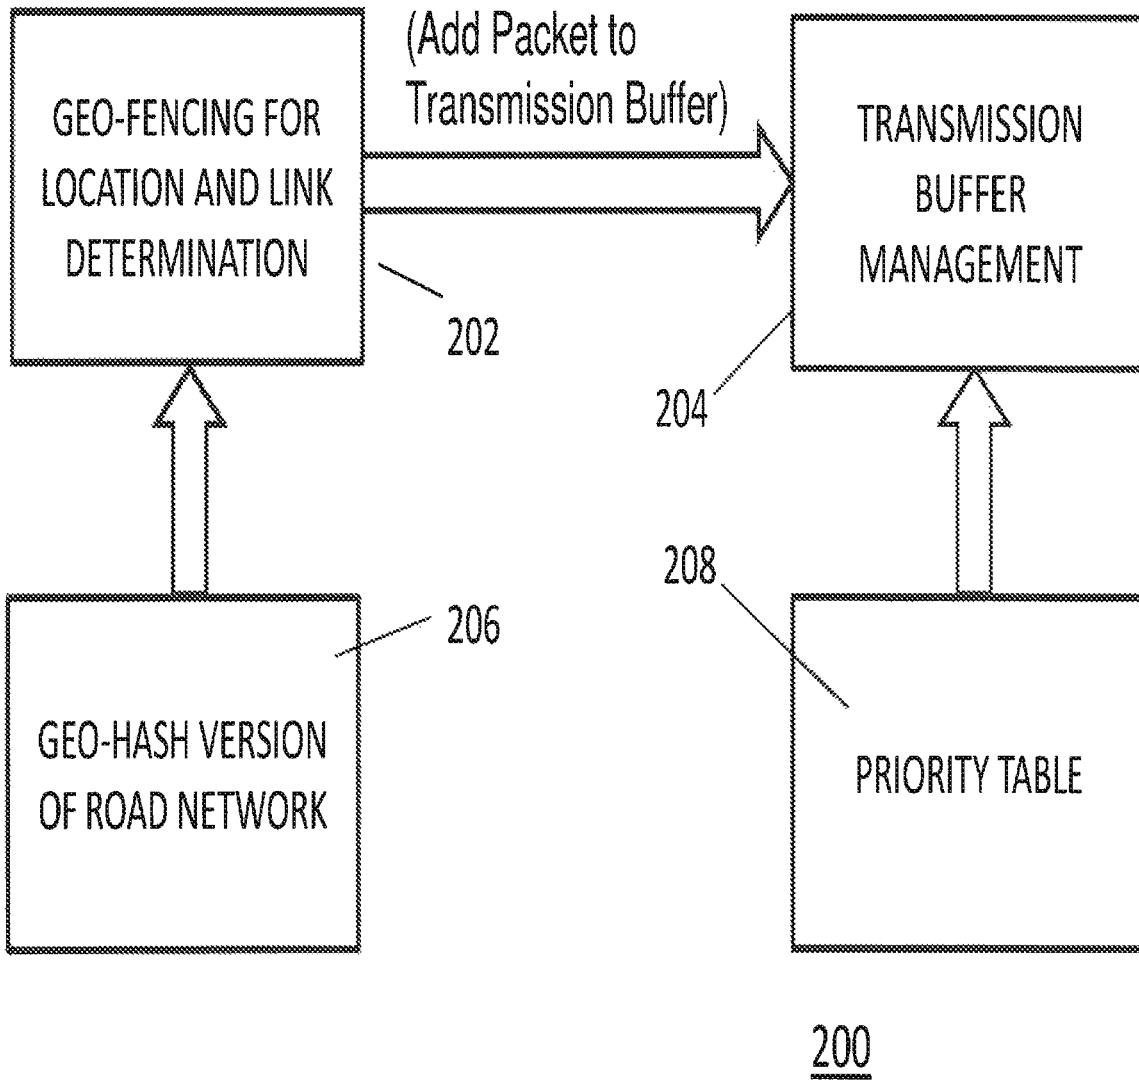 (Add Packet to
Transmission Buffer)
GEO-FENCING FOR
LOCATION AND LINK
DETERMINATION
TRANSMISSION
BUFFER
MANAGEMENT
202
204
206
208
GEO-HASH VERSION
OF ROAD NETWORK
PRIORITY TABLE
200